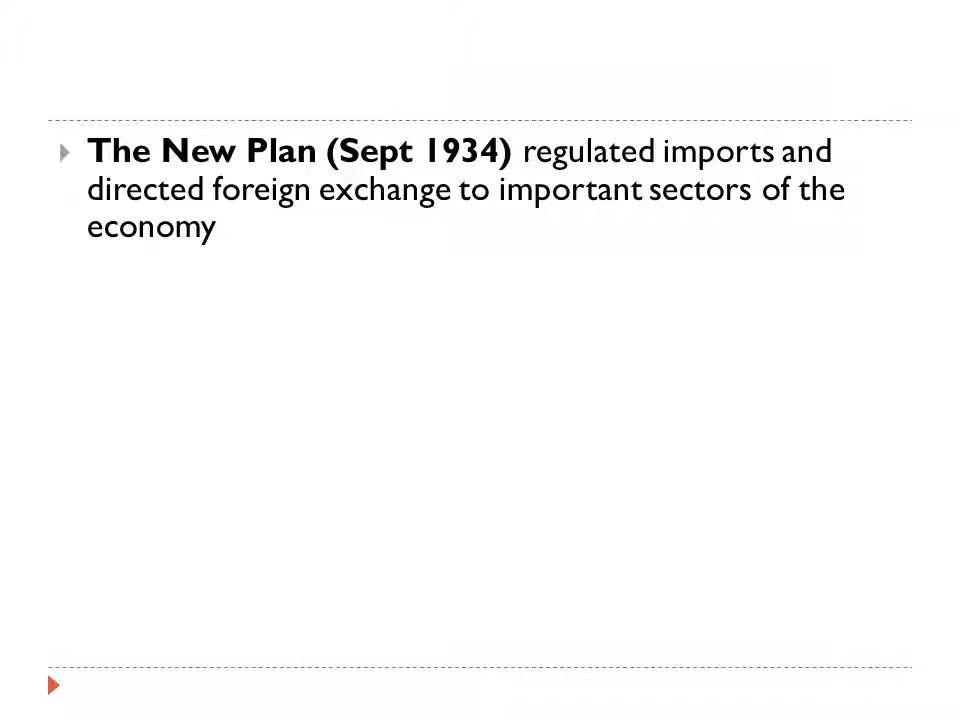 The New Plan (Sept 1934) regulated imports and
directed foreign exchange to important sectors of the
economy